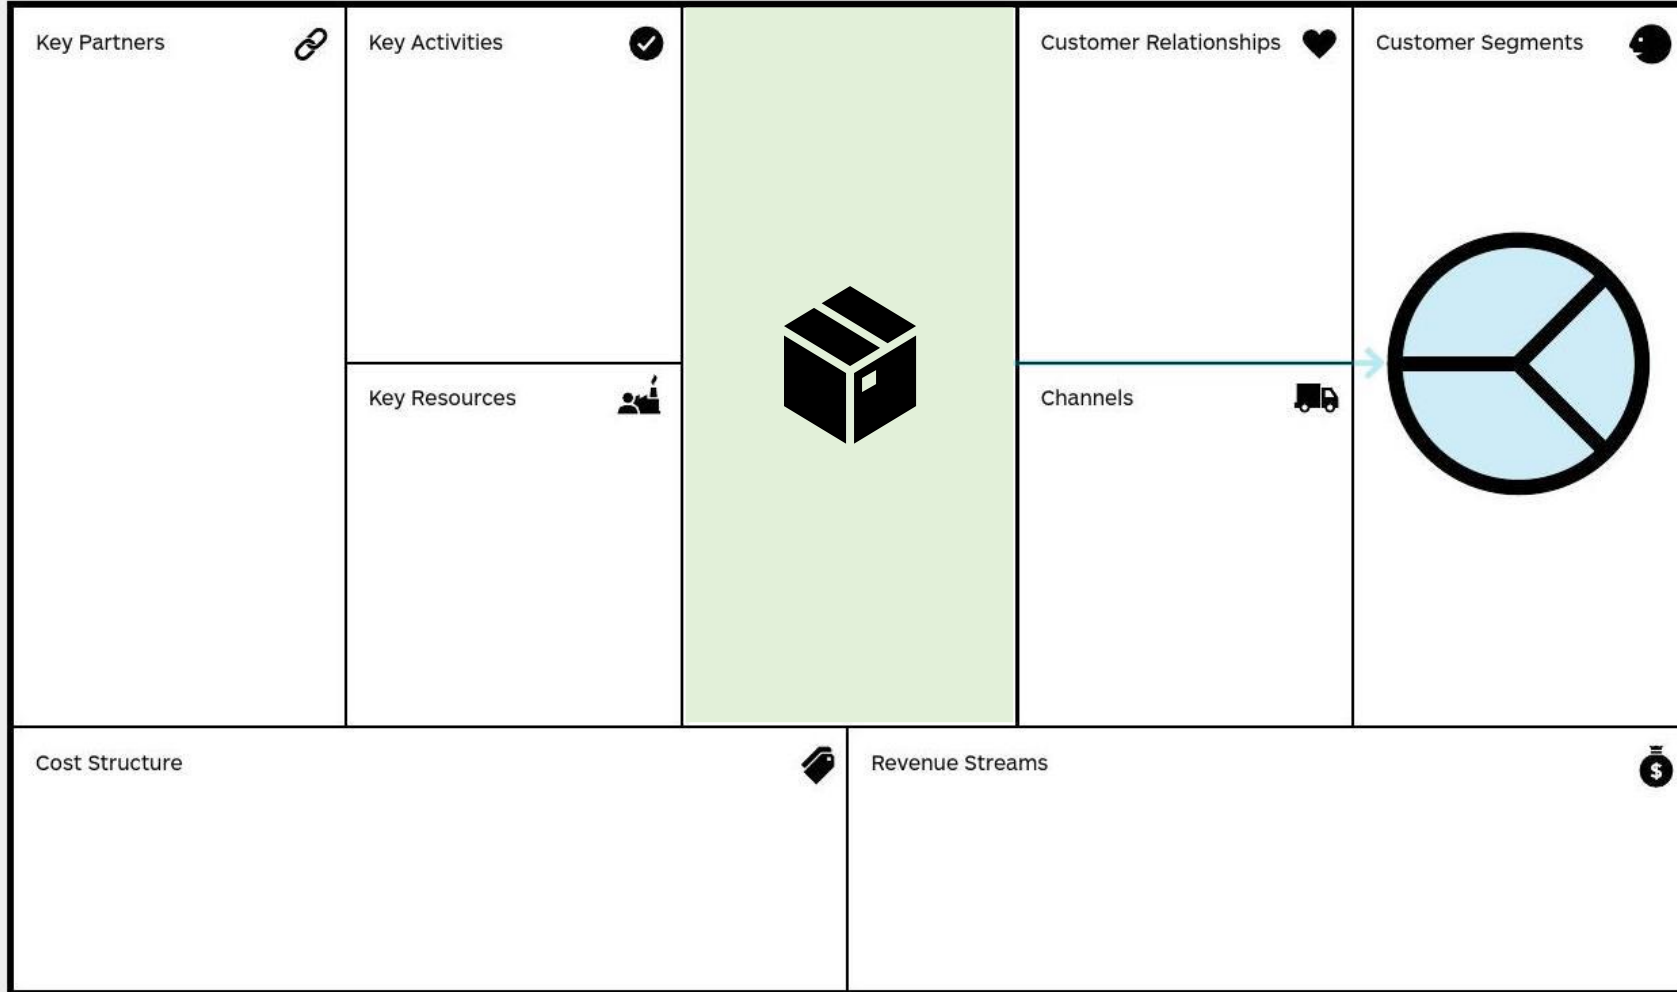 Key Partners
Key Activities
Customer Relationships
Customer Segments
Key Resources
Channels
Cost Structure
Revenue Streams
$